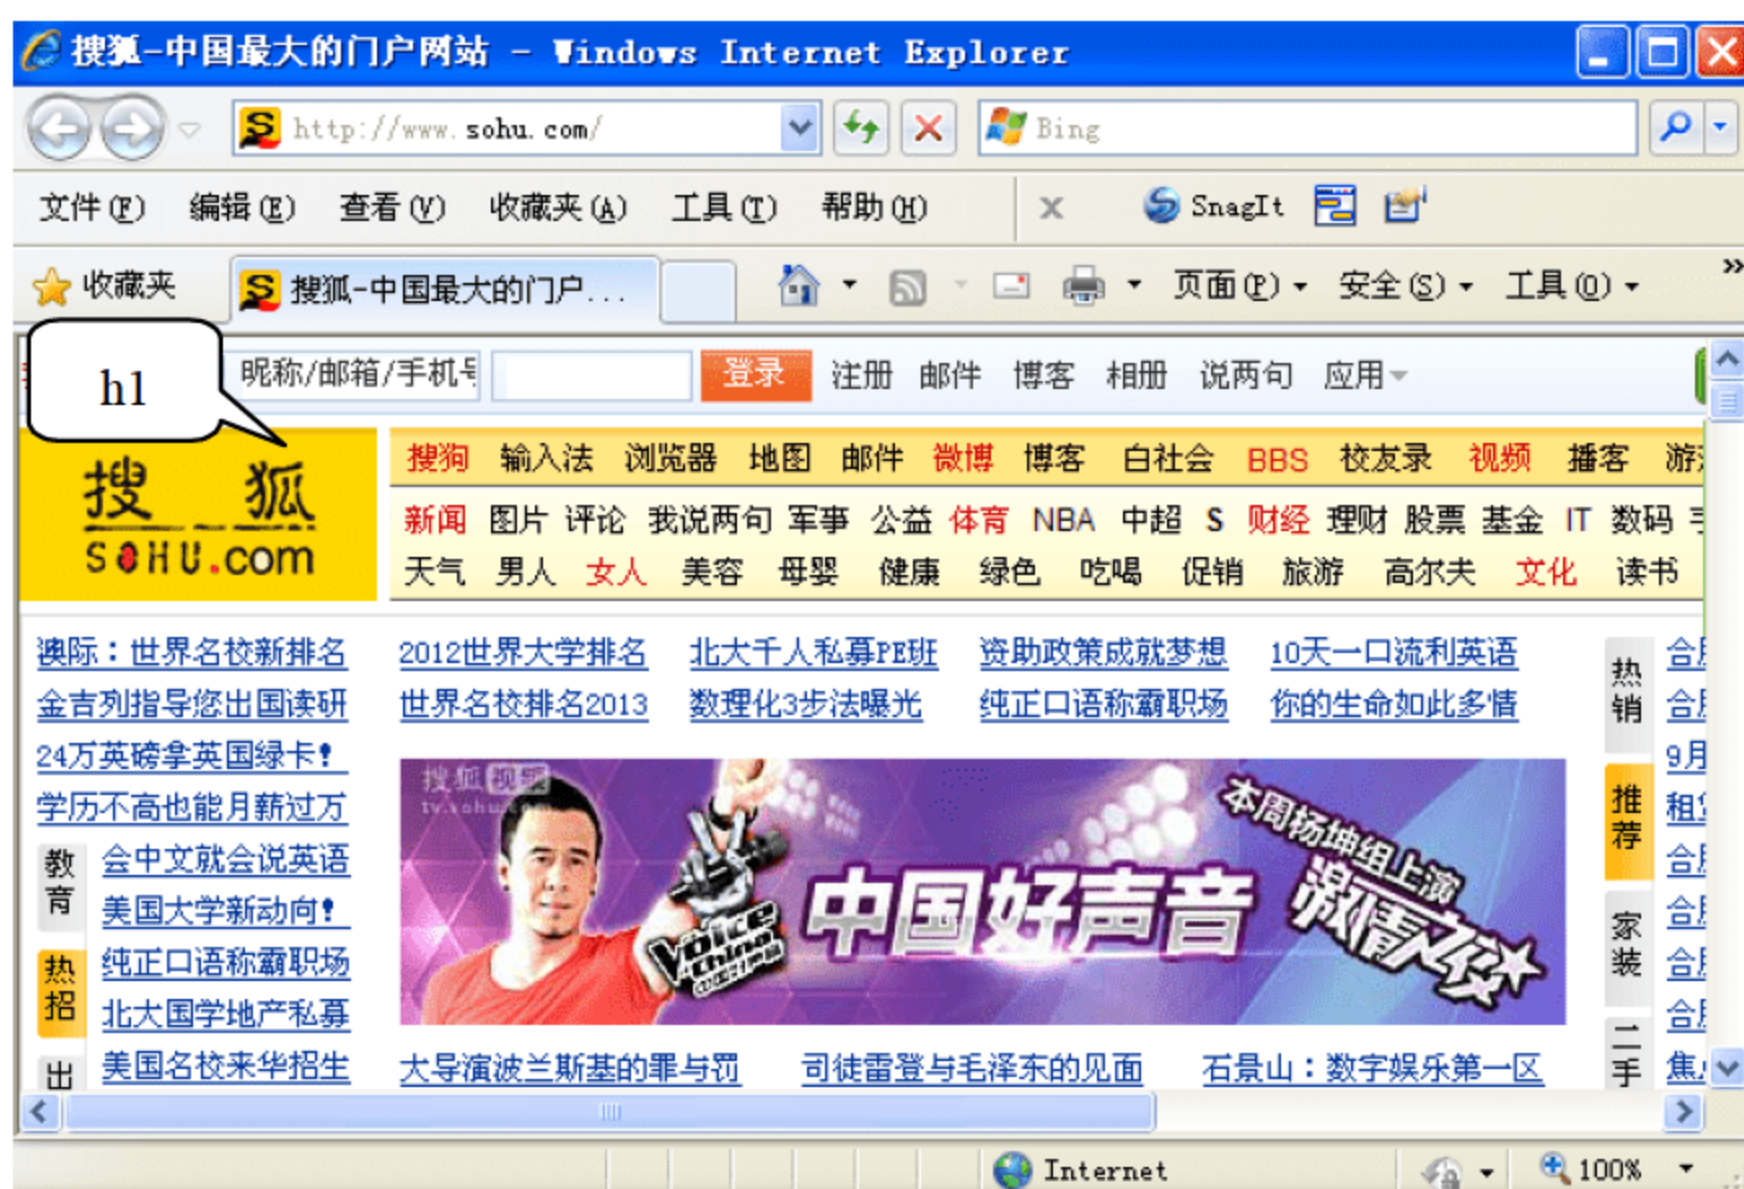 搜狐-中国最大的门户网站 - Windows Internet Explorer
http://www.sohu.com/ Bing
文件(F) 编辑(E) 查看(V) 收藏夹(A) 工具(T) 帮助(H) x SnagIt
收藏夹 搜狐-中国最大的门户... 页面(P) 安全(S) 工具(O) »
h1
昵称/邮箱/手机号 登录 注册 邮件 博客 相册 说两句 应用
搜狐
SOHU.com
搜狗 输入法 浏览器 地图 邮件 微博 博客 白社会 BBS 校友录 视频 播客 游
新闻 图片 评论 我说两句 军事 公益 体育 NBA 中超 S 财经 理财 股票 基金 IT 数码
天气 男人 女人 美容 母婴 健康 绿色 吃喝 促销 旅游 高尔夫 文化 读书
澳际：世界名校新排名 2012世界大学排名 北大千人私募PE班 资助政策成就梦想 10天一口流利英语
金吉列指导您出国读研 世界名校排名2013 数理化3步法曝光 纯正口语称霸职场 你的生命如此多情
24万英磅拿英国绿卡！
学历不高也能月薪过万
教育
会中文就会说英语
美国大学新动向！
热招
纯正口语称霸职场
北大国学地产私募
出
美国名校来华招生
搜狐视频
tv.sohu.com
Voice of China
中国好声音
本周杨坤组上演
激情之夜
大导演波兰斯基的罪与罚 司徒雷登与毛泽东的见面 石景山：数字娱乐第一区
热销
推荐
家装
二手
合
合
9月
租
合
合
合
合
焦
Internet 100%